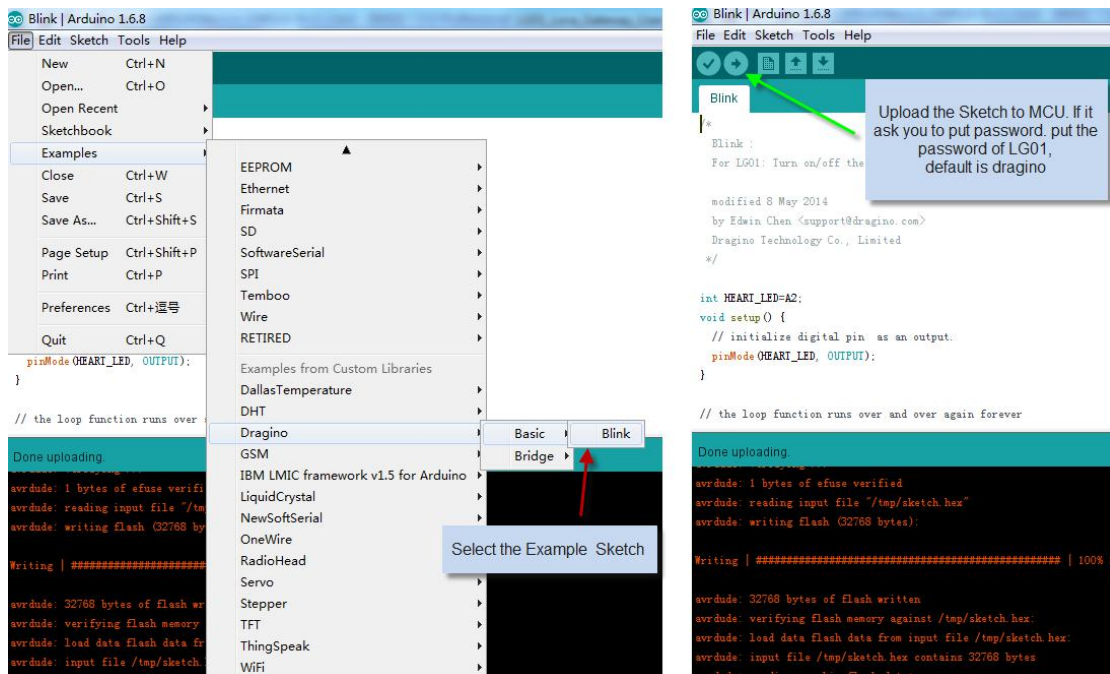 Blink | Arduino 1.6.8
File Edit Sketch Tools Help
New Ctrl+N
Open... Ctrl+O
Open Recent
Sketchbook
Examples
Close Ctrl+W
Save Ctrl+S
Save As... Ctrl+Shift+S
Page Setup Ctrl+Shift+P
Print Ctrl+P
Preferences Ctrl+逗号
Quit Ctrl+Q
EEPROM
Ethernet
Firmata
SD
SoftwareSerial
SPI
Temboo
Wire
RETIRED
Examples from Custom Libraries
DallasTemperature
DHT
Dragino
GSM
IBM LMIC framework v1.5 for Arduino
LiquidCrystal
NewSoftSerial
OneWire
RadioHead
Servo
Stepper
TFT
ThingSpeak
WiFi
Basic
Bridge
Blink
Select the Example Sketch
pinMode(HEART_LED, OUTPUT);
}
// the loop function runs over
Done uploading.
avrdude: 1 bytes of efuse verifi
avrdude: reading input file "/tm
avrdude: writing flash (32768 by
Writing | ######################
avrdude: 32768 bytes of flash wr
avrdude: verifying flash memory
avrdude: load data flash data fr
avrdude: input file /tmp/sketch.
Blink | Arduino 1.6.8
File Edit Sketch Tools Help
Blink
Upload the Sketch to MCU. If it
ask you to put password. put the
password of LG01,
default is dragino
/*
Blink :
For LG01: Turn on/off the
modified 8 May 2014
by Edwin Chen <support@dragino.com>
Dragino Technology Co., Limited
*/
int HEART_LED=A2;
void setup() {
// initialize digital pin as an output.
pinMode(HEART_LED, OUTPUT);
}
// the loop function runs over and over again forever
Done uploading.
avrdude: 1 bytes of efuse verified
avrdude: reading input file "/tmp/sketch.hex"
avrdude: writing flash (32768 bytes):
Writing | ################################################## | 100%
avrdude: 32768 bytes of flash written
avrdude: verifying flash memory against /tmp/sketch.hex:
avrdude: load data flash data from input file /tmp/sketch.hex:
avrdude: input file /tmp/sketch.hex contains 32768 bytes